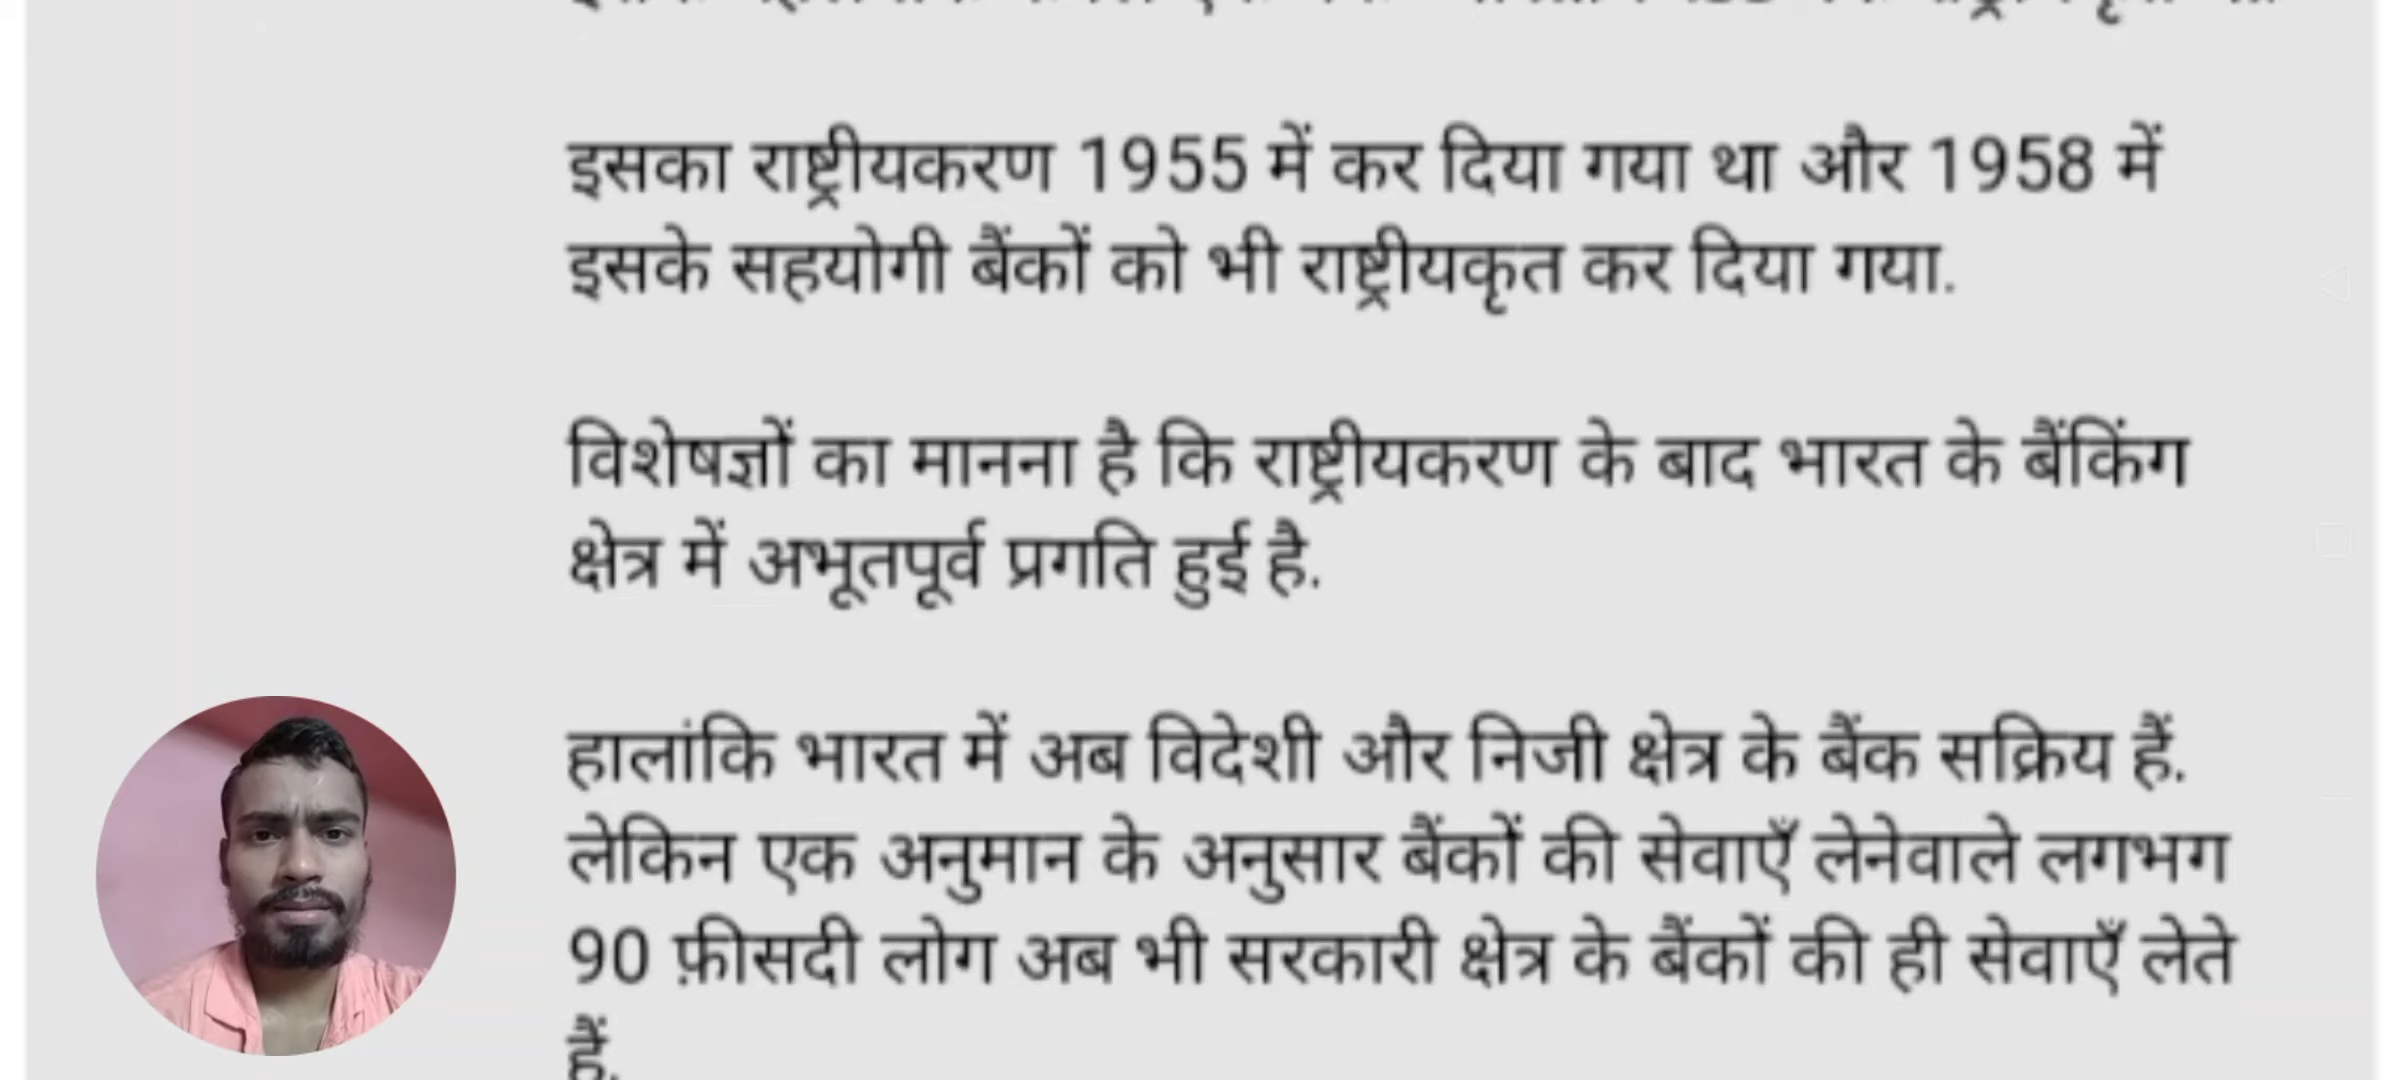 इसका राष्ट्रीयकरण 1955 में कर दिया गया था और 1958 में
इसके सहयोगी बैंकों को भी राष्ट्रीयकृत कर दिया गया.
विशेषज्ञों का मानना है कि राष्ट्रीयकरण के बाद भारत के बैंकिंग
क्षेत्र में अभूतपूर्व प्रगति हुई है.
हालांकि भारत में अब विदेशी और निजी क्षेत्र के बैंक सक्रिय हैं.
लेकिन एक अनुमान के अनुसार बैंकों की सेवाएँ लेनेवाले लगभग
90 फ़ीसदी लोग अब भी सरकारी क्षेत्र के बैंकों की ही सेवाएँ लेते
हैं.